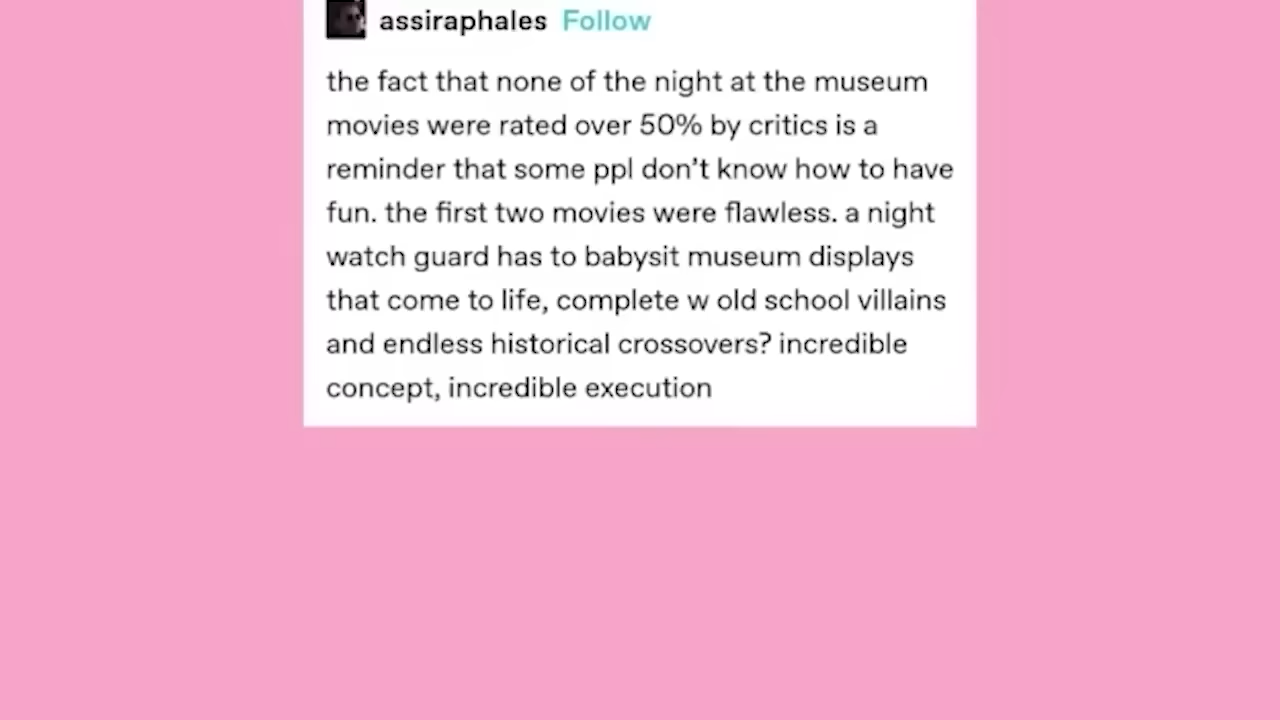 assiraphales Follow
the fact that none of the night at the museum
movies were rated over 50% by critics is a
reminder that some ppl don't know how to have
fun. the first two movies were flawless. a night
watch guard has to babysit museum displays
that come to life, complete w old school villains
and endless historical crossovers? incredible
concept, incredible execution